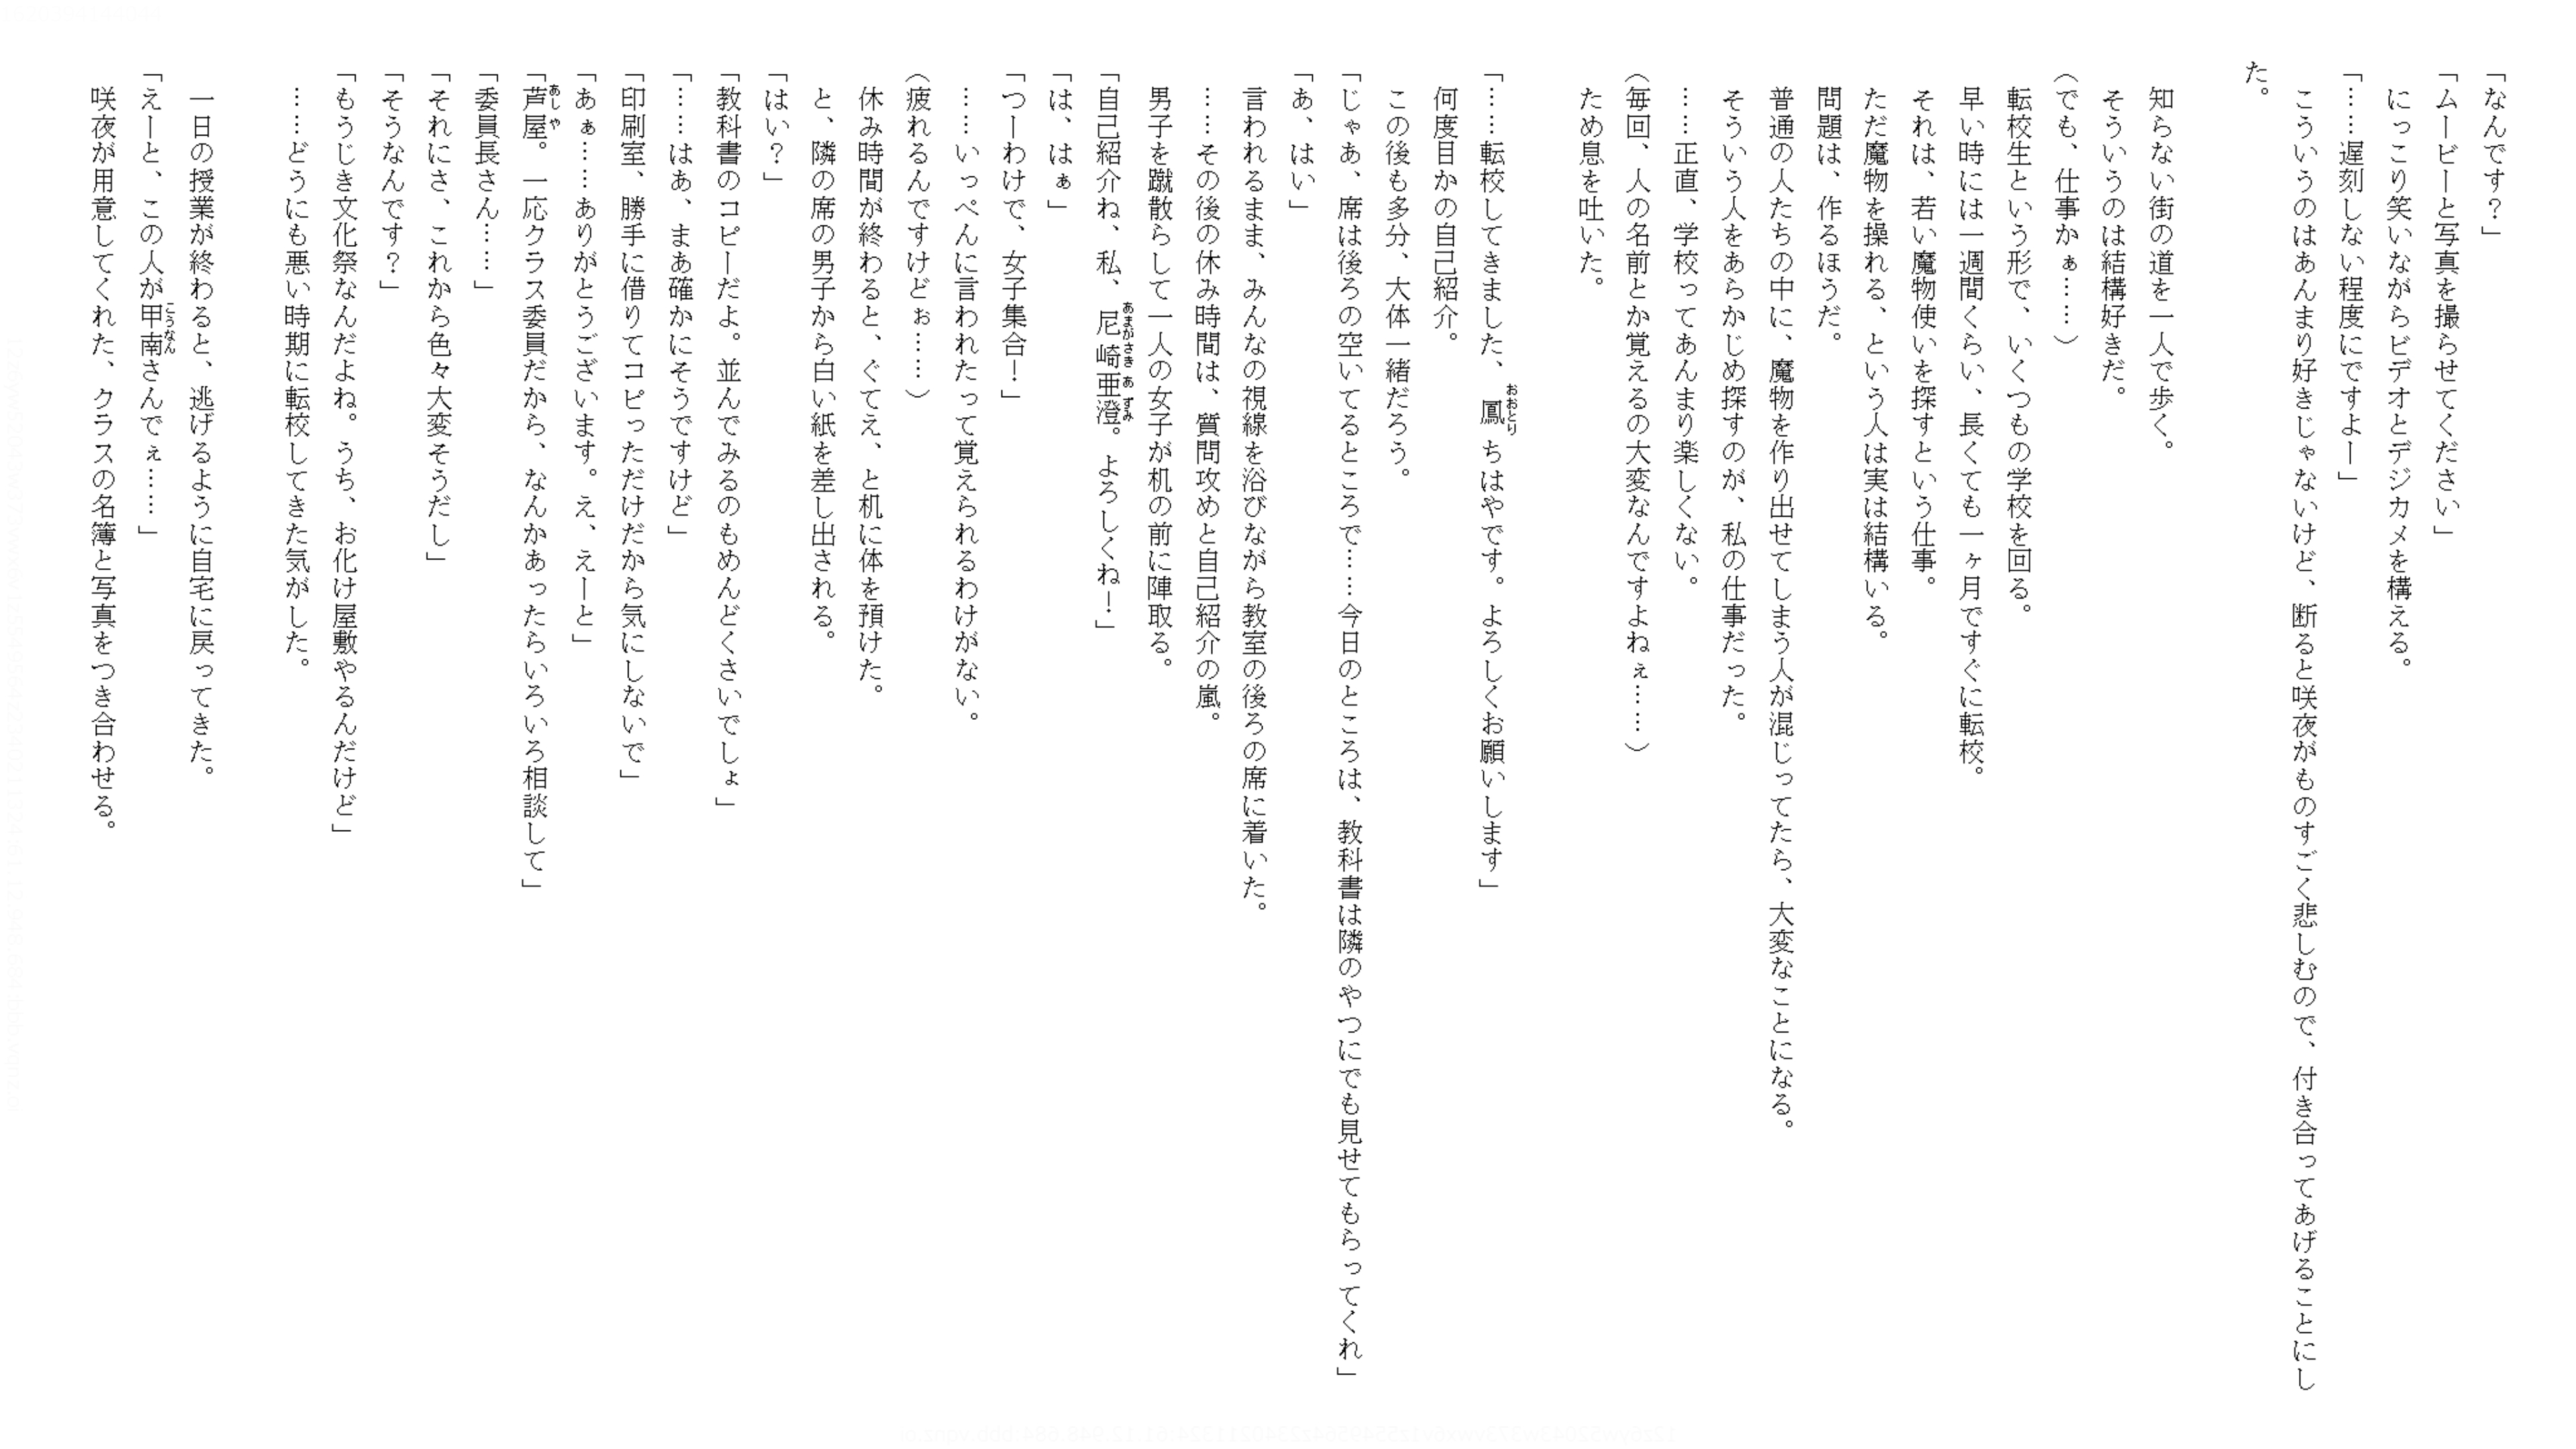 「なんです？」
「ムービーと写真を撮らせてください」
にっこり笑いながらビデオとデジカメを構える。
「……遅刻しない程度にですよー」
こういうのはあんまり好きじゃないけど、断ると咲夜がものすごく悲しむので、付き合ってあげることにし
た。
知らない街の道を一人で歩く。
そういうのは結構好きだ。
（でも、仕事かぁ……）
転校生という形で、いくつもの学校を回る。
早い時には一週間くらい、長くても一ヶ月ですぐに転校。
それは、若い魔物使いを探すという仕事。
ただ魔物を操れる、という人は実は結構いる。
問題は、作るほうだ。
普通の人たちの中に、魔物を作り出せてしまう人が混じってたら、大変なことになる。
そういう人をあらかじめ探すのが、私の仕事だった。
……正直、学校ってあんまり楽しくない。
（毎回、人の名前とか覚えるの大変なんですよねぇ……）
ため息を吐いた。
「……転校してきました、鳳ちはやです。よろしくお願いします」
何度目かの自己紹介。
この後も多分、大体一緒だろう。
「じゃあ、席は後ろの空いてるところで……今日のところは、教科書は隣のやつにでも見せてもらってくれ」
「あ、はい」
言われるまま、みんなの視線を浴びながら教室の後ろの席に着いた。
……その後の休み時間は、質問攻めと自己紹介の嵐。
男子を蹴散らして一人の女子が机の前に陣取る。
「自己紹介ね、私、尼崎亜澄。よろしくね！」
「は、はぁ」
「つーわけで、女子集合！」
……いっぺんに言われたって覚えられるわけがない。
（疲れるんですけどぉ……）
休み時間が終わると、ぐてえ、と机に体を預けた。
と、隣の席の男子から白い紙を差し出される。
「はい？」
「教科書のコピーだよ。並んでみるのもめんどくさいでしょ」
「……はあ、まあ確かにそうですけど」
印刷室、勝手に借りてコピっただけだから気にしないで」
「あぁ……ありがとうございます。え、えーと」
「芦屋。一応クラス委員だから、なんかあったらいろいろ相談して」
「委員長さん……」
「それにさ、これから色々大変そうだし」
「そうなんです？」
「もうじき文化祭なんだよね。うち、お化け屋敷やるんだけど」
……どうにも悪い時期に転校してきた気がした。
一日の授業が終わると、逃げるように自宅に戻ってきた。
「えーと、この人が甲南さんでぇ……」
咲夜が用意してくれた、クラスの名簿と写真をつき合わせる。